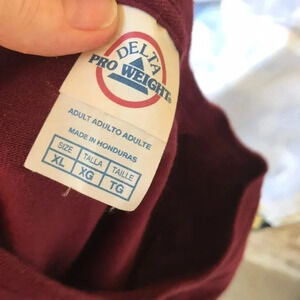 DELTA
PRO WEIGHT®
ADULT ADULTO ADULTE
MADE IN HONDURAS
SIZE TALLA TAILLE
XL XG TG